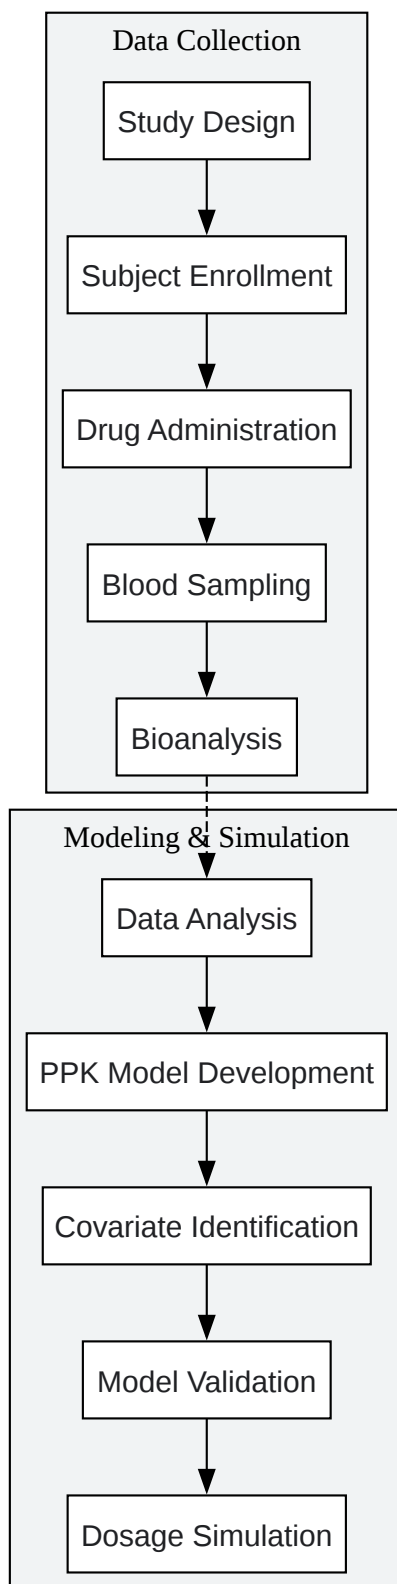 Data Collection
Study Design
Subject Enrollment
Drug Administration
Blood Sampling
Bioanalysis
Modeling & Simulation
Data Analysis
PPK Model Development
Covariate Identification
Model Validation
Dosage Simulation